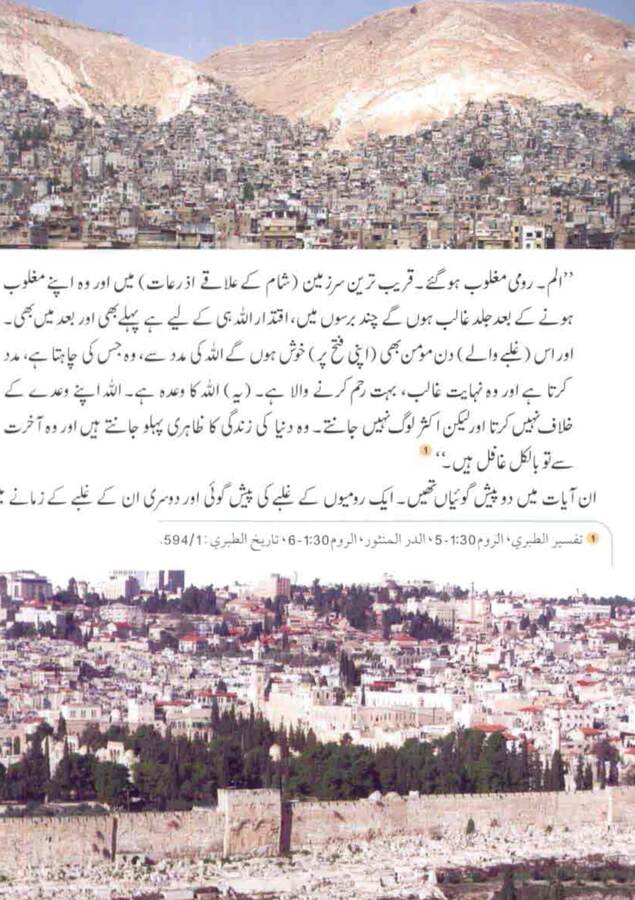 ”الم۔ رومی مغلوب ہو گئے۔ قریب ترین سرزمین (شام کے علاقے اذرعات) میں اور وہ اپنے مغلوب
ہونے کے بعد جلد غالب ہوں گے چند برسوں میں، اقتدار اللہ ہی کے لیے ہے پہلے بھی اور بعد میں بھی۔
اور اس (غلبے والے) دن مومن بھی (اپنی فتح پر) خوش ہوں گے اللہ کی مدد سے، وہ جس کی چاہتا ہے، مدد
کرتا ہے اور وہ نہایت غالب، بہت رحم کرنے والا ہے۔ (یہ) اللہ کا وعدہ ہے۔ اللہ اپنے وعدے کے
خلاف نہیں کرتا اور لیکن اکثر لوگ نہیں جانتے۔ وہ دنیا کی زندگی کا ظاہری پہلو جانتے ہیں اور وہ آخرت
سے تو بالکل غافل ہیں۔“ 1
ان آیات میں دو پیش گوئیاں تھیں۔ ایک رومیوں کے غلبے کی پیش گوئی اور دوسری ان کے غلبے کے زمانے
1 تفسير الطبري، الروم 30:1-5، الدر المنثور، الروم 30:1-6، تاريخ الطبري: 594/1.